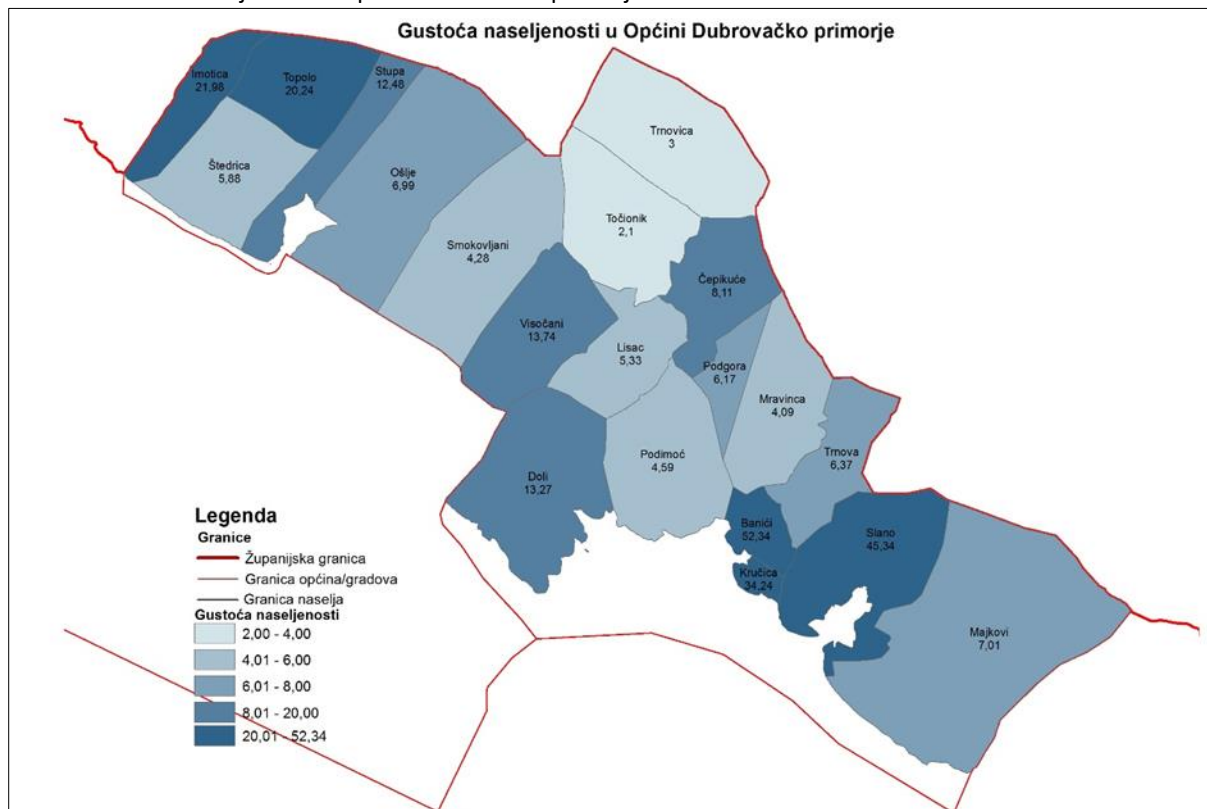 Gustoća naseljenosti u Općini Dubrovačko primorje
Imotica
21,98
Topolo
20,24
Stupa
12,48
Štedrica
5,88
Ošlje
6,99
Smokovljani
4,28
Trnovica
3
Točionik
2,1
Čepikuće
8,11
Visočani
13,74
Lisac
5,33
Podgora
6,17
Mravinca
4,09
Trnova
6,37
Podimoć
4,59
Doli
13,27
Banići
52,34
Kručica
34,24
Slano
45,34
Majkovi
7,01
Legenda
Granice
Županijska granica
Granica općina/gradova
Granica naselja
Gustoća naseljenosti
2,00 - 4,00
4,01 - 6,00
6,01 - 8,00
8,01 - 20,00
20,01 - 52,34